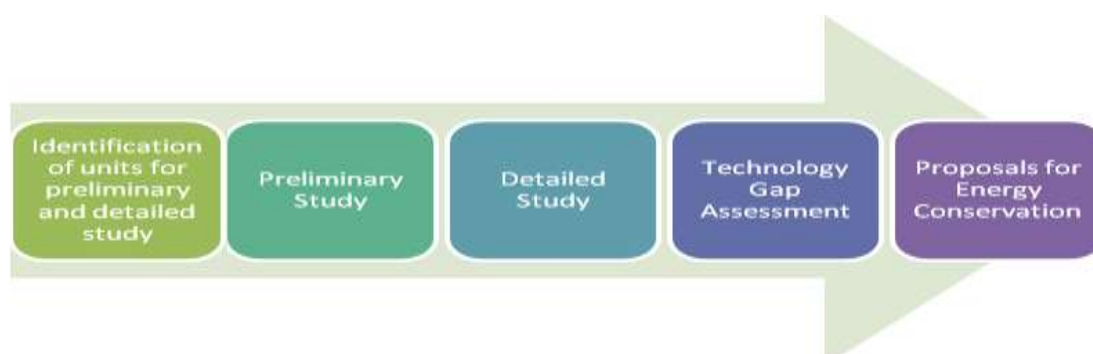 Identification
of units for
preliminary
and detailed
study
Preliminary
Study
Detailed
Study
Technology
Gap
Assessment
Proposals for
Energy
Conservation